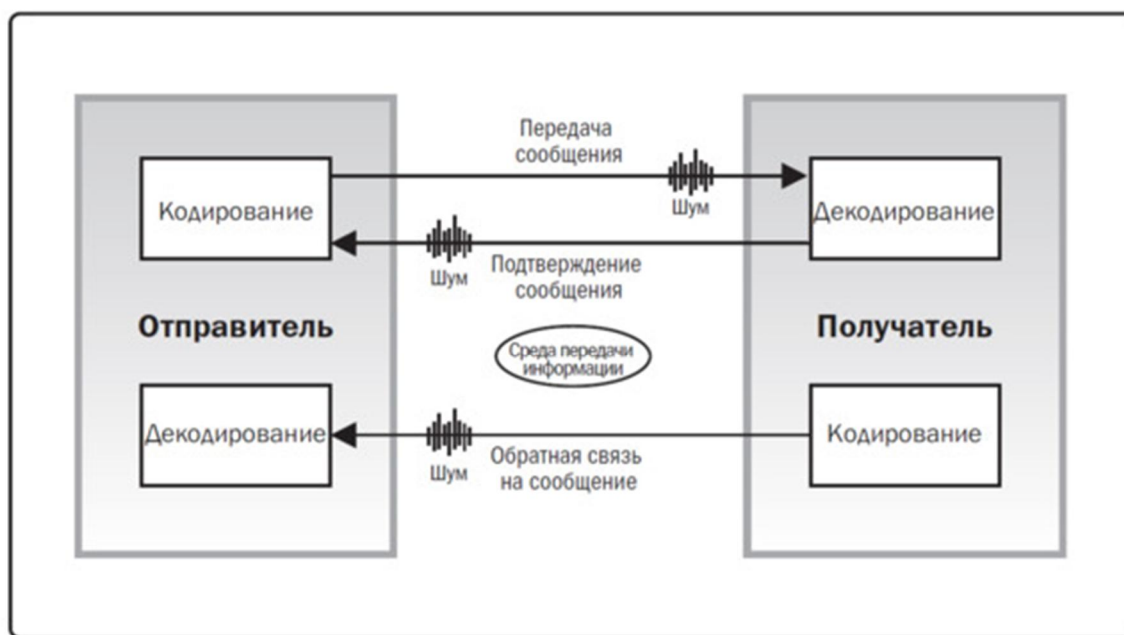 Передача
сообщения
Шум
Кодирование
Декодирование
Шум
Подтверждение
сообщения
Отправитель
Получатель
Среда передачи
информации
Декодирование
Кодирование
Шум
Обратная связь
на сообщение